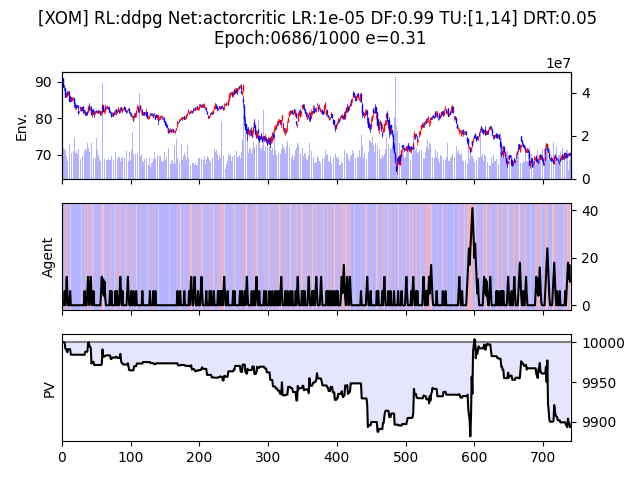 [XOM] RL:ddpg Net:actorcritic LR:1e-05 DF:0.99 TU:[1,14] DRT:0.05
Epoch:0686/1000 e=0.31
1e7
90
80
70
Env.
4
2
0
Agent
40
20
0
PV
10000
9950
9900
0 100 200 300 400 500 600 700